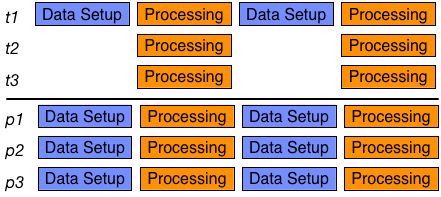 t1 Data Setup Processing Data Setup Processing
t2 Processing Processing
t3 Processing Processing
p1 Data Setup Processing Data Setup Processing
p2 Data Setup Processing Data Setup Processing
p3 Data Setup Processing Data Setup Processing